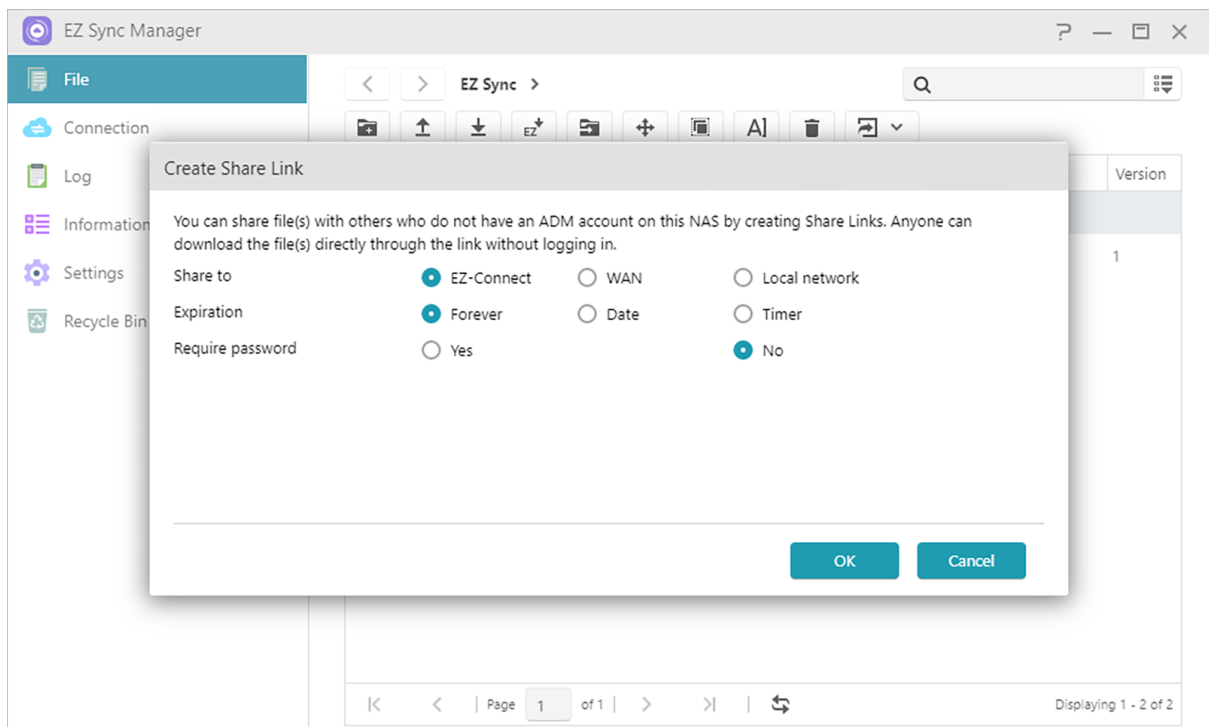 EZ Sync Manager
File
EZ Sync
Connection
EZ
A
Log
Create Share Link
Version
You can share file(s) with others who do not have an ADM account on this NAS by creating Share Links. Anyone can
download the file(s) directly through the link without logging in.
Information
1
Settings
Share to EZ-Connect WAN Local network
Expiration Forever Date Timer
Recycle Bin
Require password Yes No
OK Cancel
Page 1 of 1
Displaying 1 - 2 of 2